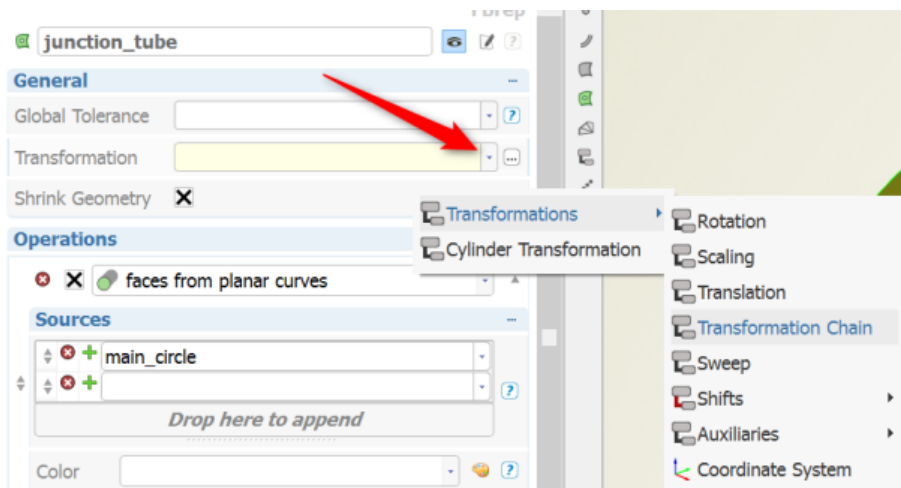 junction_tube
General
Global Tolerance
Transformation
Shrink Geometry
Transformations
Rotation
Operations
Cylinder Transformation
Scaling
faces from planar curves
Translation
Sources
Transformation Chain
main_circle
Sweep
Shifts
Drop here to append
Auxiliaries
Color
Coordinate System